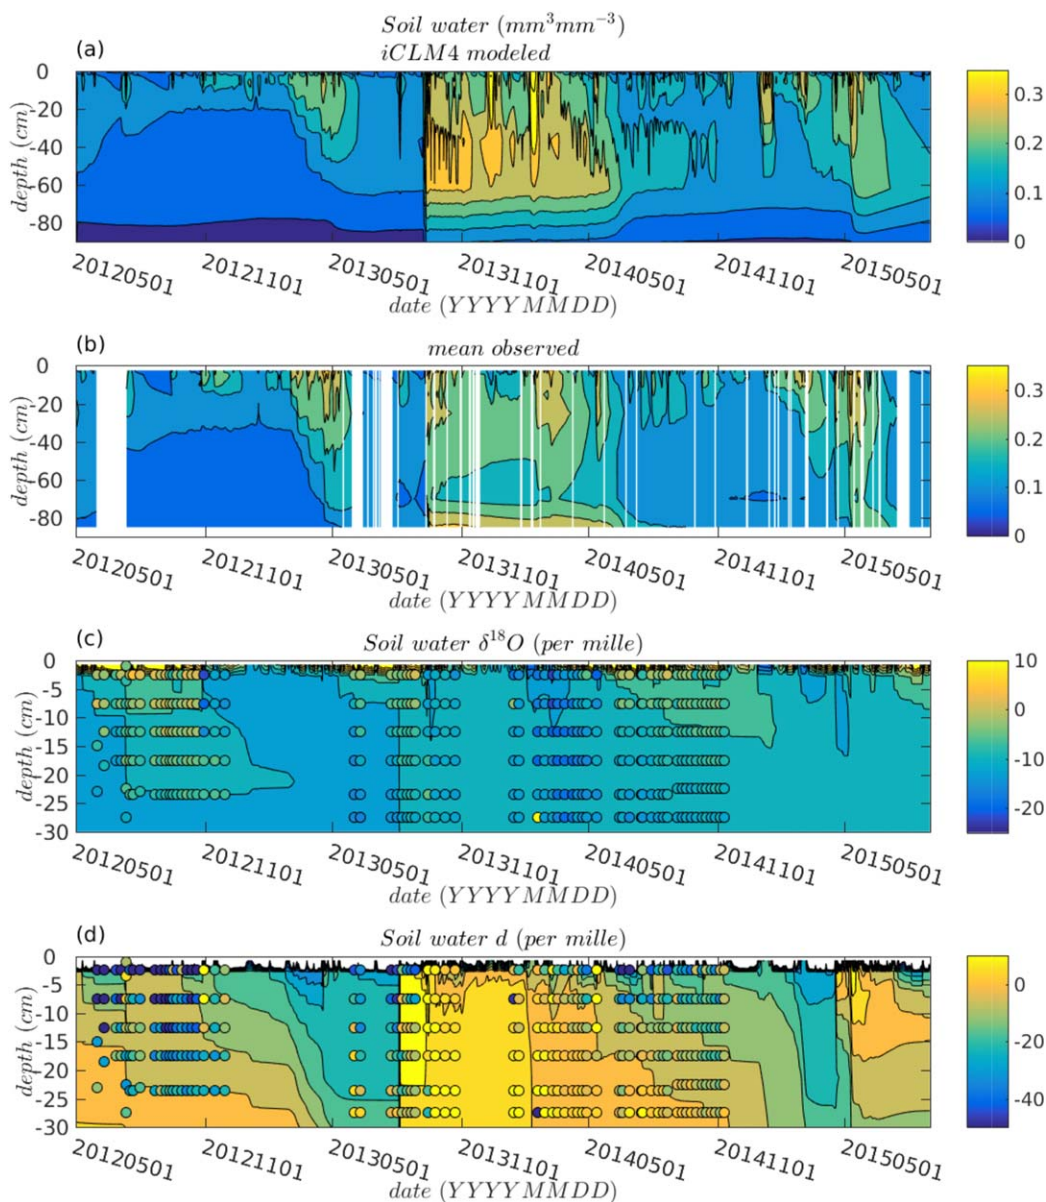 Soil water (mm³mm⁻³)
(a) iCLM4 modeled
0 -20 -40 -60 -80
depth (cm)
0.3 0.2 0.1 0
20120501 20121101 20130501 20131101 20140501 20141101 20150501
date (YYYYMMDD)
(b) mean observed
0 -20 -40 -60 -80
depth (cm)
0.3 0.2 0.1 0
20120501 20121101 20130501 20131101 20140501 20141101 20150501
date (YYYYMMDD)
(c) Soil water δ¹⁸O (per mille)
0 -5 -10 -15 -20 -25 -30
depth (cm)
10 0 -10 -20
20120501 20121101 20130501 20131101 20140501 20141101 20150501
date (YYYYMMDD)
(d) Soil water d (per mille)
0 -5 -10 -15 -20 -25 -30
depth (cm)
0 -20 -40
20120501 20121101 20130501 20131101 20140501 20141101 20150501
date (YYYYMMDD)